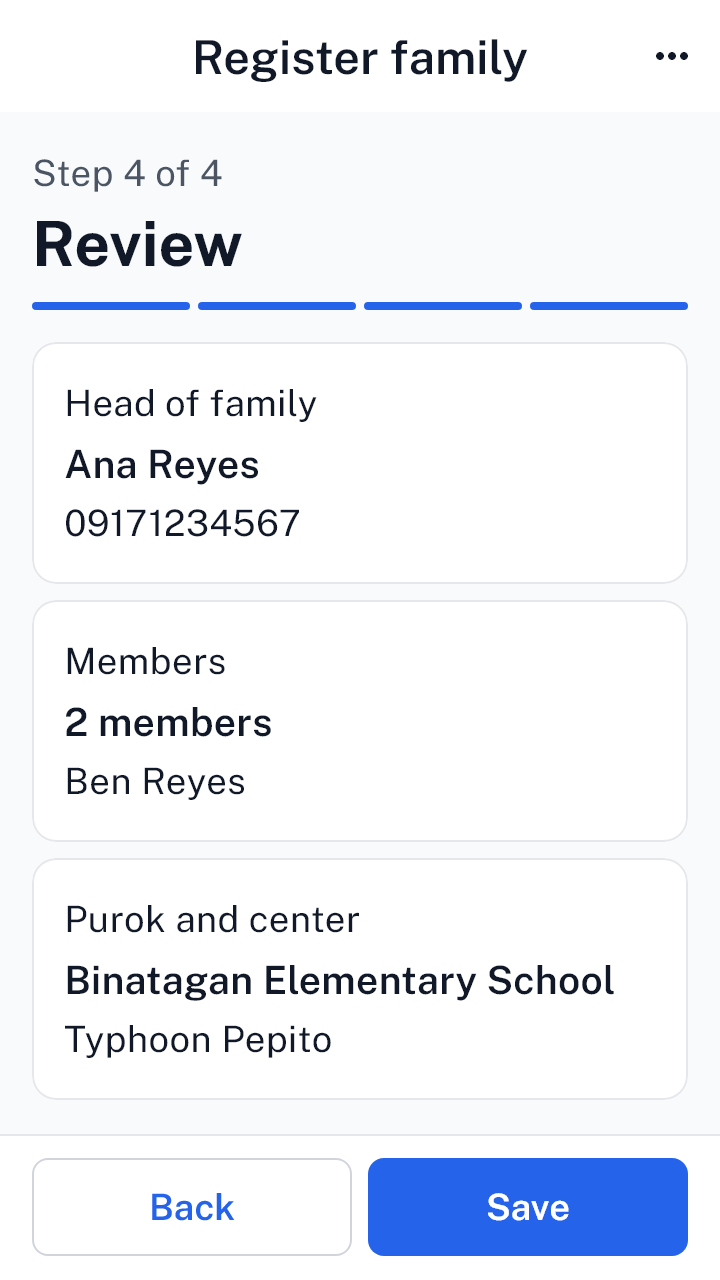 Register family
Step 4 of 4
Review
Head of family
Ana Reyes
09171234567
Members
2 members
Ben Reyes
Purok and center
Binatagan Elementary School
Typhoon Pepito
Back
Save